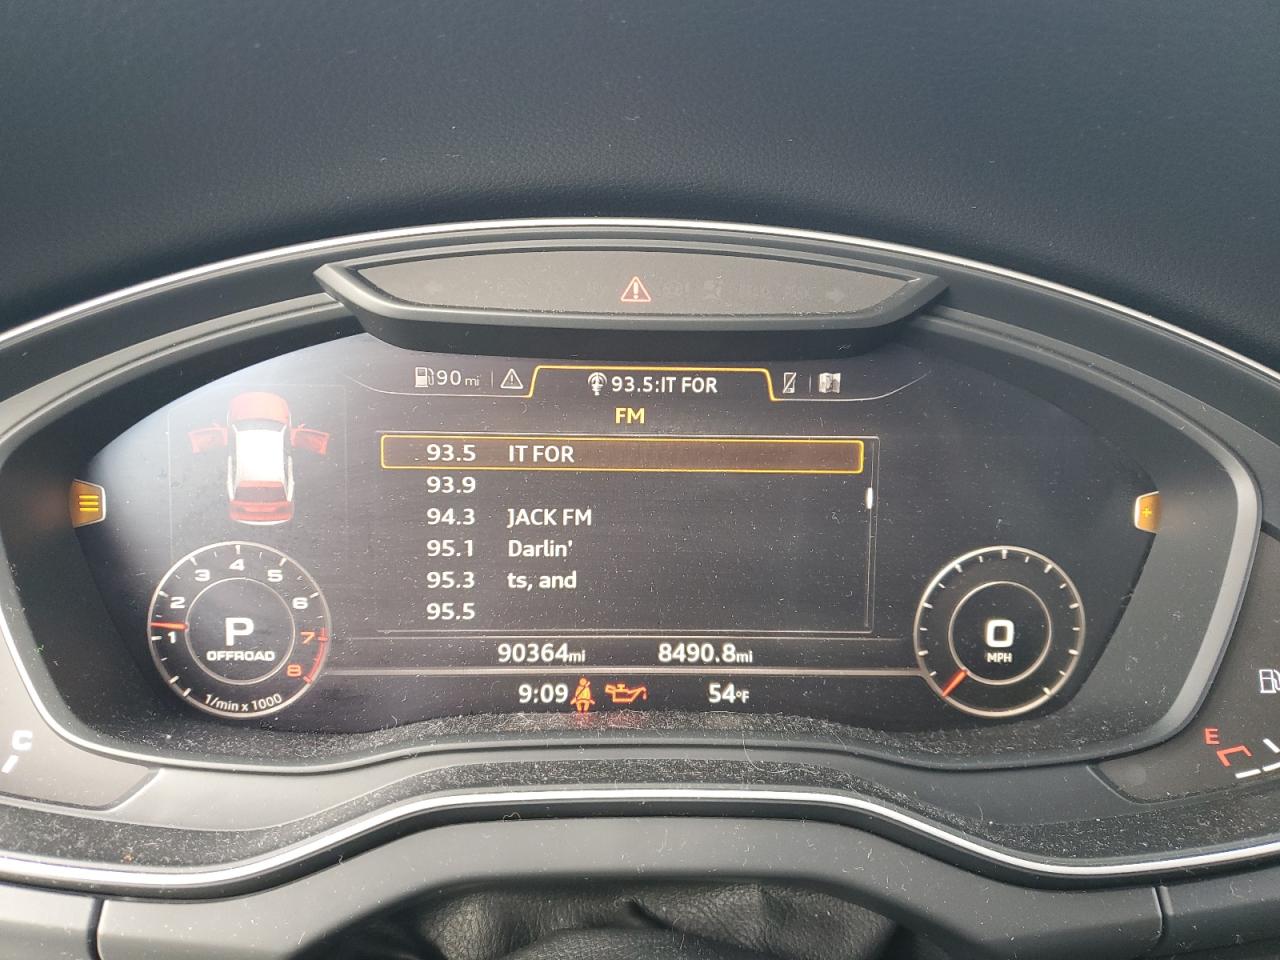 90 mi
93.5:IT FOR
FM
93.5 IT FOR
93.9
94.3 JACK FM
95.1 Darlin'
95.3 ts, and
95.5
1 2 3 4 5 6 7 8
P
OFFROAD
1/min x 1000
0
MPH
90364mi 8490.8mi
9:09 54°F
C
E